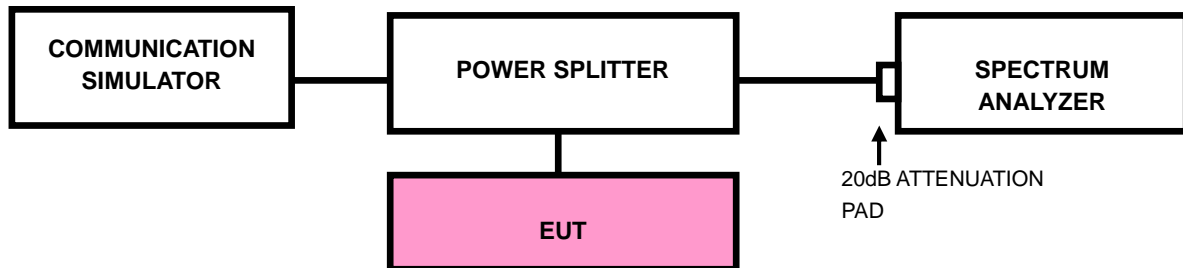 COMMUNICATION
SIMULATOR
POWER SPLITTER
SPECTRUM
ANALYZER
20dB ATTENUATION
PAD
EUT